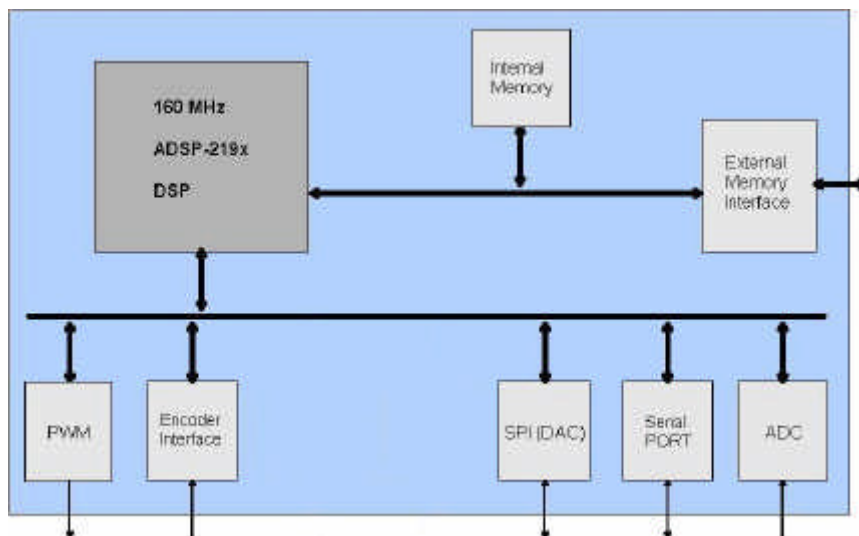 160 MHz
ADSP-219x
DSP
Internal
Memory
External
Memory
Interface
PWM
Encoder
Interface
SPI (DAC)
Serial
PORT
ADC